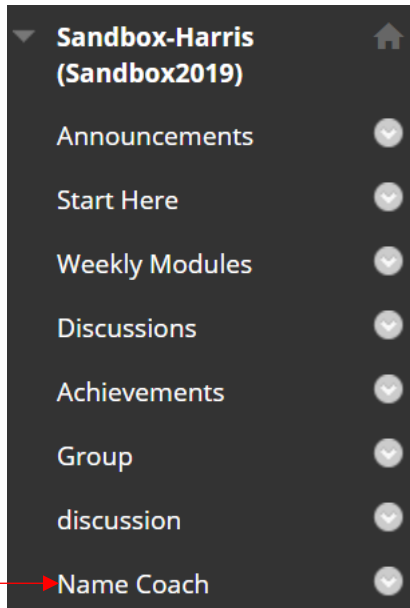 Sandbox-Harris
(Sandbox2019)
Announcements
Start Here
Weekly Modules
Discussions
Achievements
Group
discussion
Name Coach